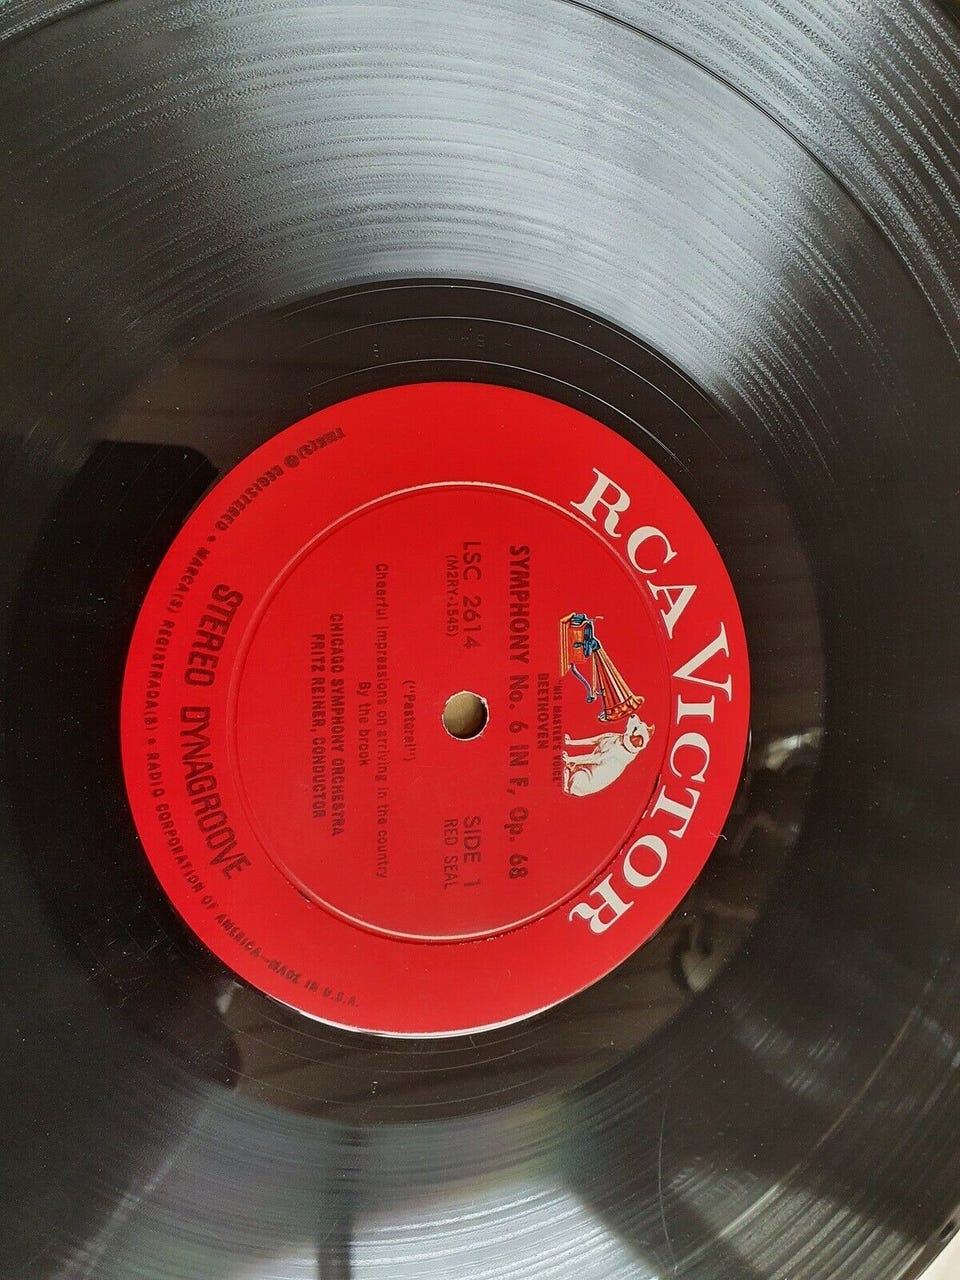 RCA VICTOR
"HIS MASTER'S VOICE"
BEETHOVEN
SYMPHONY No. 6 IN F, Op. 68
LSC 2614
(M2RY-1545)
SIDE 1
RED SEAL
("Pastoral")
Cheerful impressions on arriving in the country
By the brook
CHICAGO SYMPHONY ORCHESTRA
FRITZ REINER, CONDUCTOR
STEREO DYNAGROOVE
TMK(S) ® REGISTERED • MARCA(S) REGISTRADA(S) • RADIO CORPORATION OF AMERICA—MADE IN U.S.A.